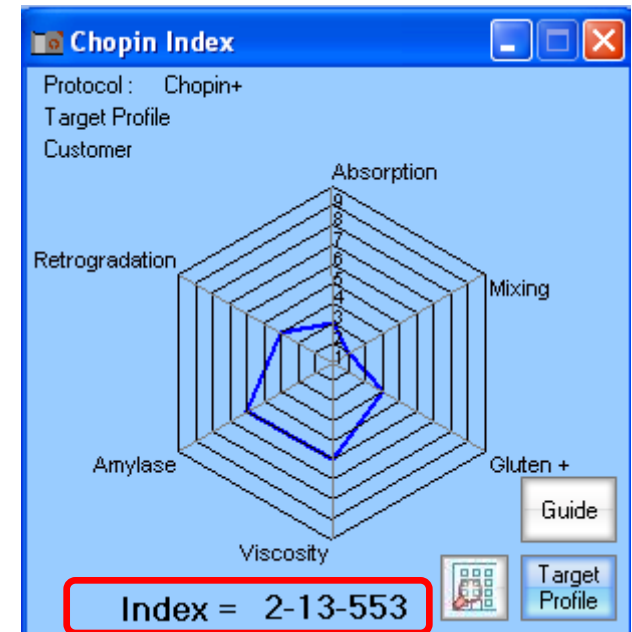 Chopin Index
Protocol : Chopin+
Target Profile
Customer
Absorption
9
8
7
6
5
4
3
2
1
Retrogradation
Mixing
Amylase
Gluten +
Viscosity
Guide
Target
Profile
Index = 2-13-553